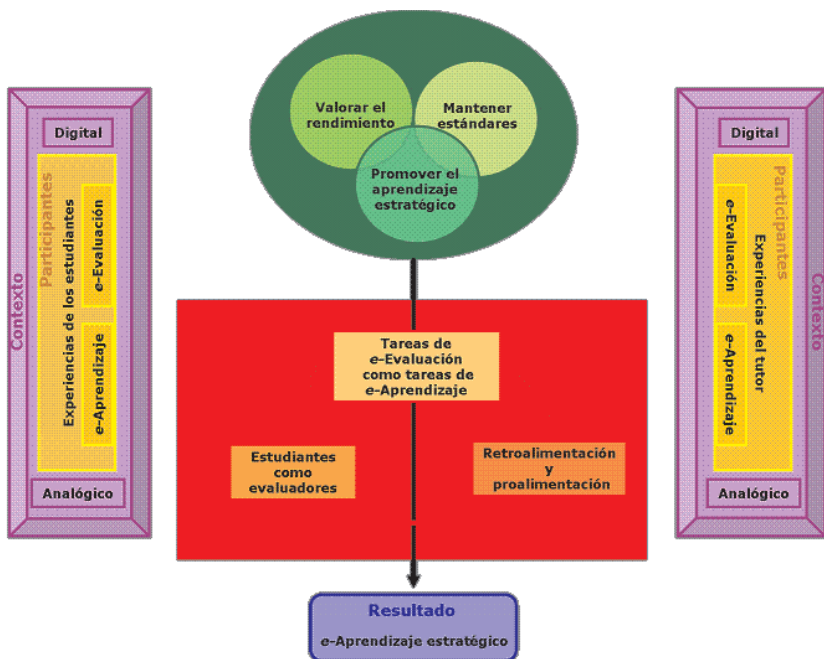 Valorar el
rendimiento
Mantener
estándares
Promover el
aprendizaje
estratégico
Digital
Contexto
Participantes
Experiencias de los estudiantes
e-Evaluación
e-Aprendizaje
Analógico
Tareas de
e-Evaluación
como tareas de
e-Aprendizaje
Estudiantes
como
evaluadores
Retroalimentación
y
proalimentación
Digital
e-Evaluación
e-Aprendizaje
Experiencias del tutor
Participantes
Contexto
Analógico
Resultado
e-Aprendizaje estratégico